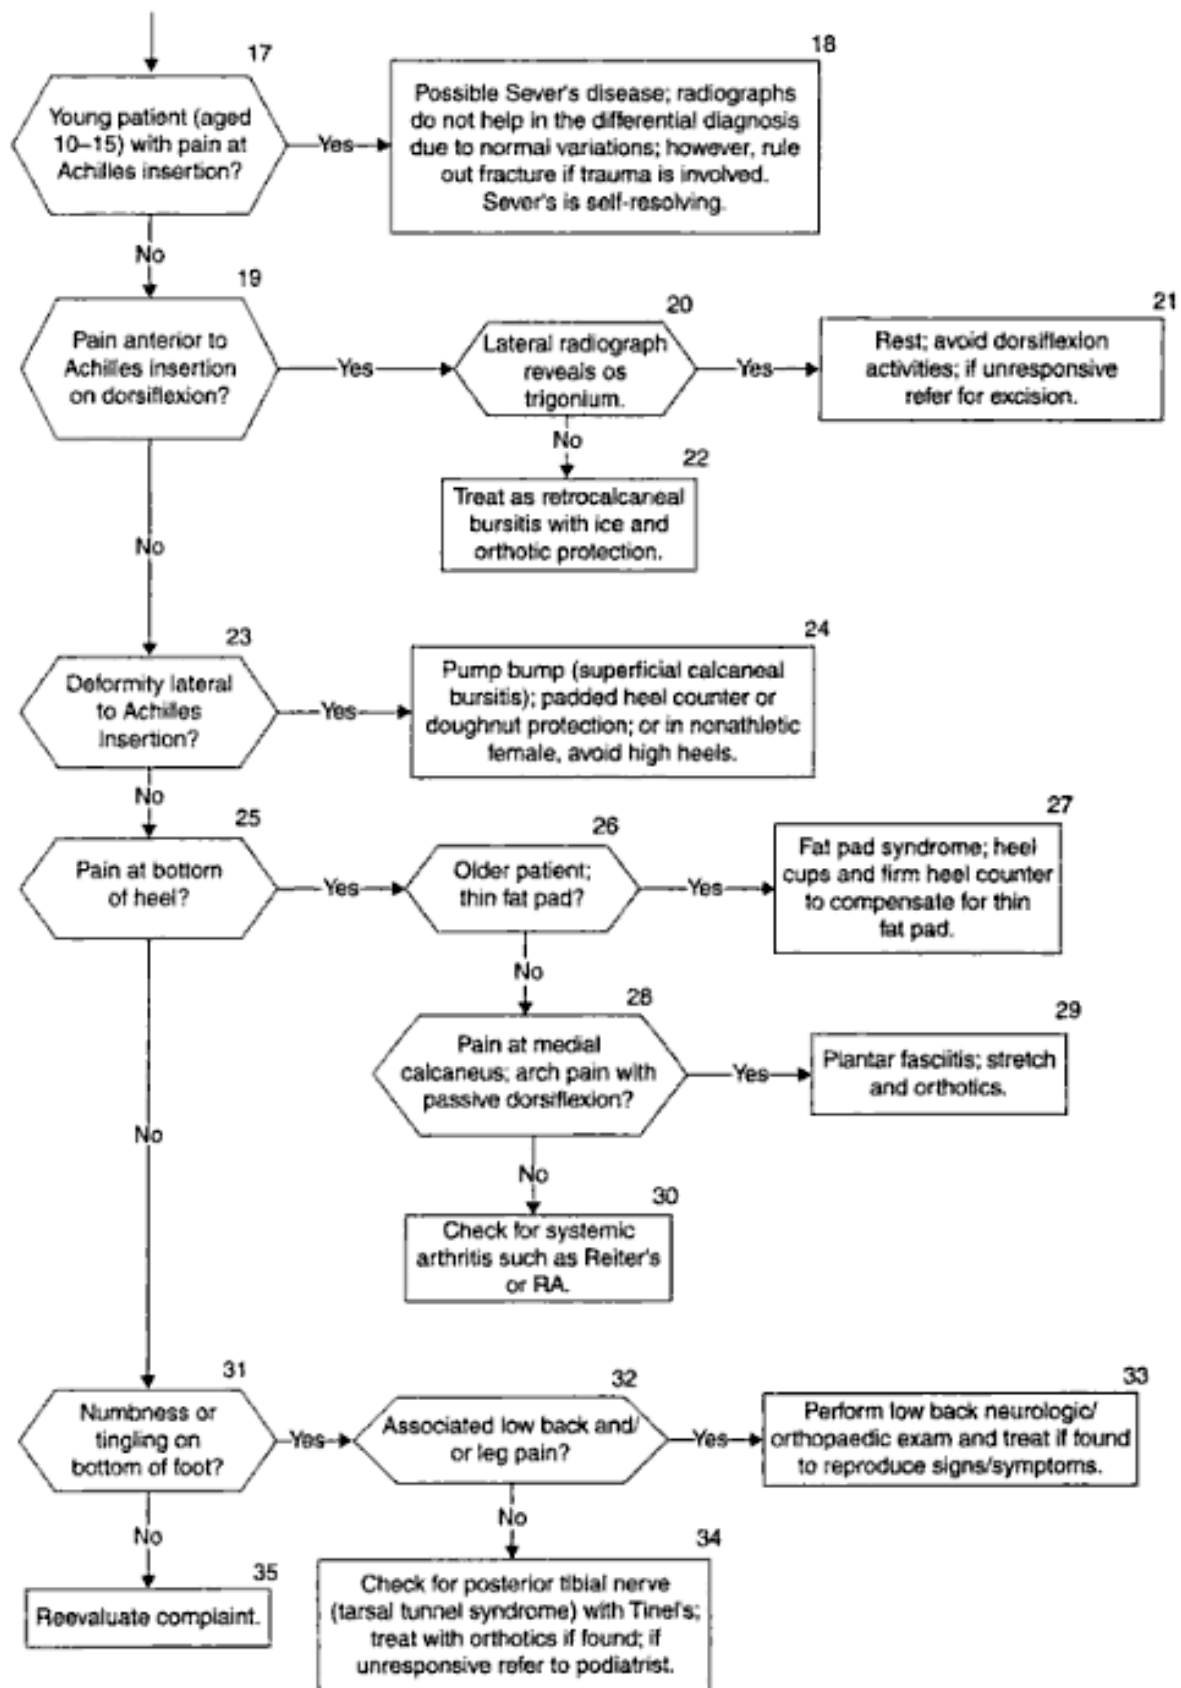 17
Young patient (aged
10–15) with pain at
Achilles insertion?
Yes
18
Possible Sever's disease; radiographs
do not help in the differential diagnosis
due to normal variations; however, rule
out fracture if trauma is involved.
Sever's is self-resolving.
No
19
Pain anterior to
Achilles insertion
on dorsiflexion?
Yes
20
Lateral radiograph
reveals os
trigonium.
Yes
21
Rest; avoid dorsiflexion
activities; if unresponsive
refer for excision.
No
22
Treat as retrocalcaneal
bursitis with ice and
orthotic protection.
No
23
Deformity lateral
to Achilles
Insertion?
Yes
24
Pump bump (superficial calcaneal
bursitis); padded heel counter or
doughnut protection; or in nonathletic
female, avoid high heels.
No
25
Pain at bottom
of heel?
Yes
26
Older patient;
thin fat pad?
Yes
27
Fat pad syndrome; heel
cups and firm heel counter
to compensate for thin
fat pad.
No
28
Pain at medial
calcaneus; arch pain with
passive dorsiflexion?
Yes
29
Plantar fasciitis; stretch
and orthotics.
No
No
30
Check for systemic
arthritis such as Reiter's
or RA.
31
Numbness or
tingling on
bottom of foot?
Yes
32
Associated low back and/
or leg pain?
Yes
33
Perform low back neurologic/
orthopaedic exam and treat if found
to reproduce signs/symptoms.
No
35
Reevaluate complaint.
No
34
Check for posterior tibial nerve
(tarsal tunnel syndrome) with Tinel's;
treat with orthotics if found; if
unresponsive refer to podiatrist.